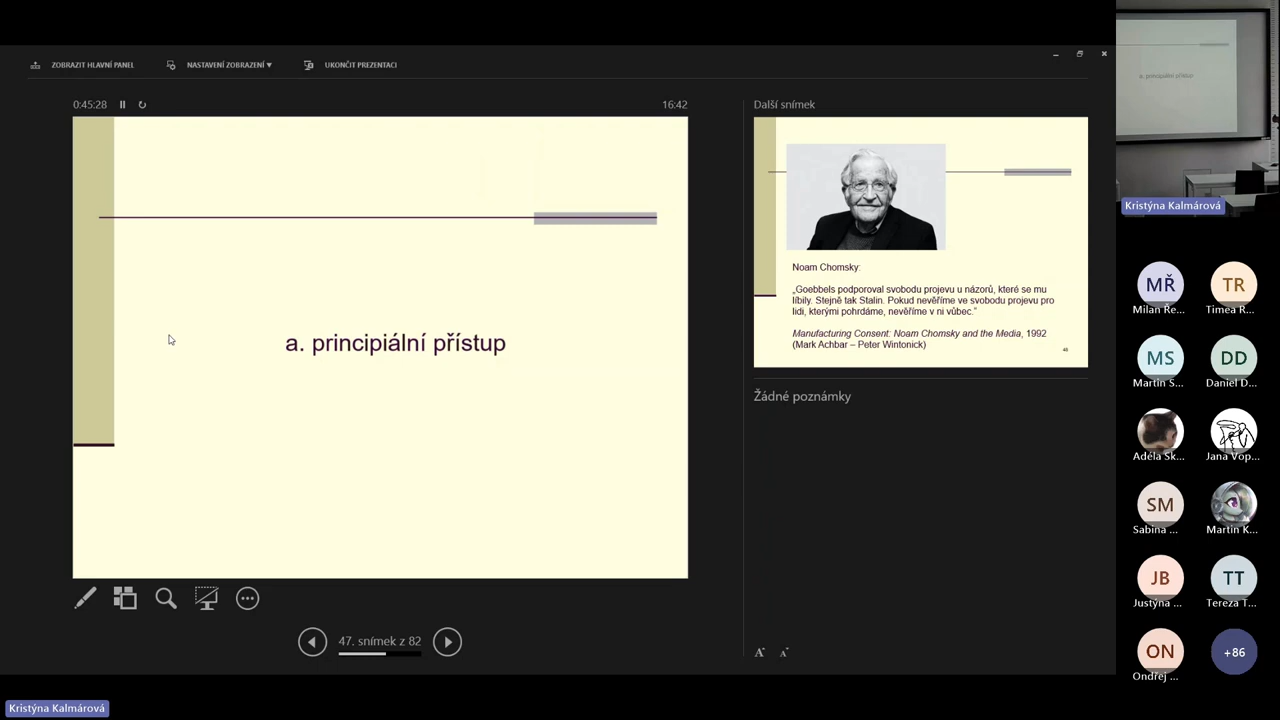 ZOBRAZIT HLAVNÍ PANEL
NASTAVENÍ ZOBRAZENÍ ▼
UKONČIT PREZENTACI
0:45:28
16:42
a. principiální přístup
47. snímek z 82
Další snímek
Noam Chomsky:
„Goebbels podporoval svobodu projevu u názorů, které se mu
líbily. Stejně tak Stalin. Pokud nevěříme ve svobodu projevu pro
lidi, kterými pohrdáme, nevěříme v ni vůbec.“
Manufacturing Consent: Noam Chomsky and the Media, 1992
(Mark Achbar – Peter Wintonick)
48
Žádné poznámky
A A
a. principiální přístup
Kristýna Kalmárová
MŘ
Milan Ře...
TR
Timea R...
MS
Martin S...
DD
Daniel D...
Adéla Sk...
Jana Vop...
SM
Sabina ...
Martin K...
JB
Justýna ...
TT
Tereza T...
ON
Ondřej ...
+86
Kristýna Kalmárová